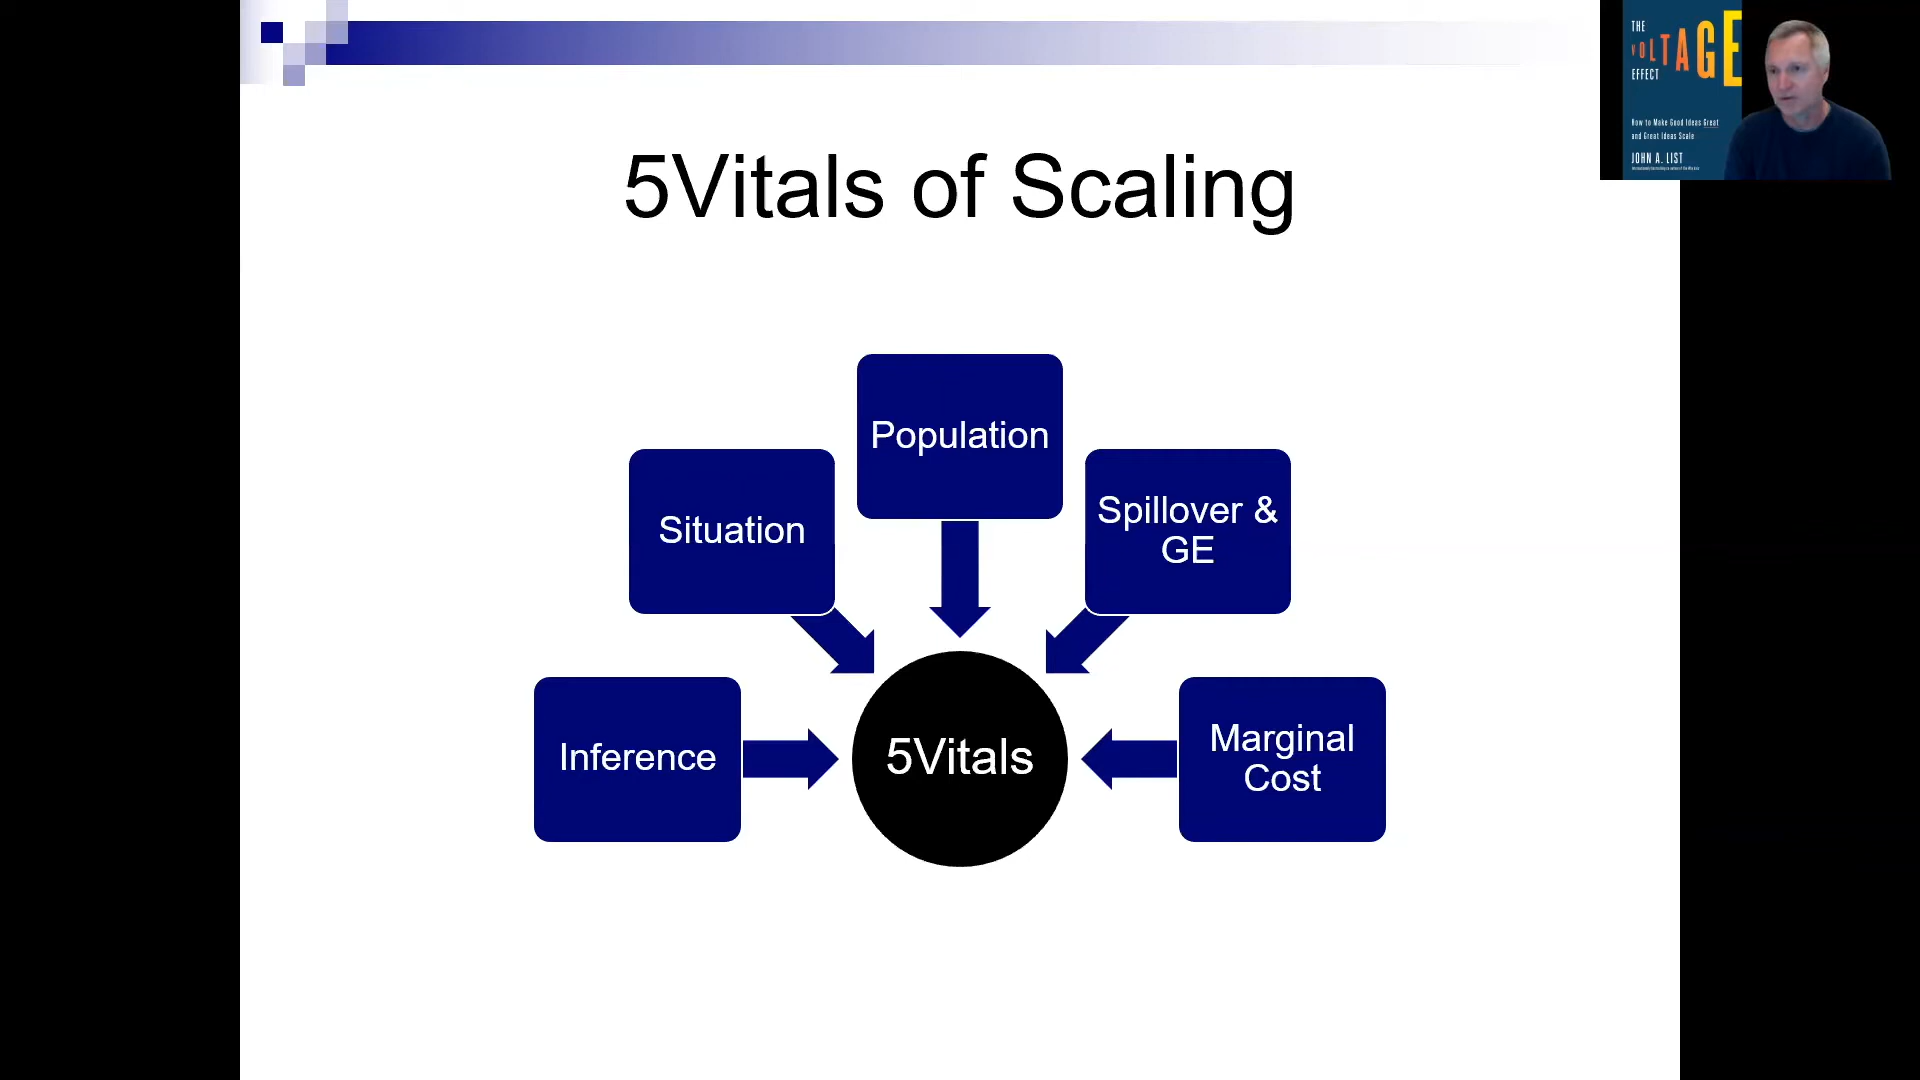 5Vitals of Scaling
Population
Situation
Spillover &
GE
Inference
5Vitals
Marginal
Cost
THE
VOLTAGE
EFFECT
How to Make Good Ideas Great
and Great Ideas Scale
JOHN A. LIST